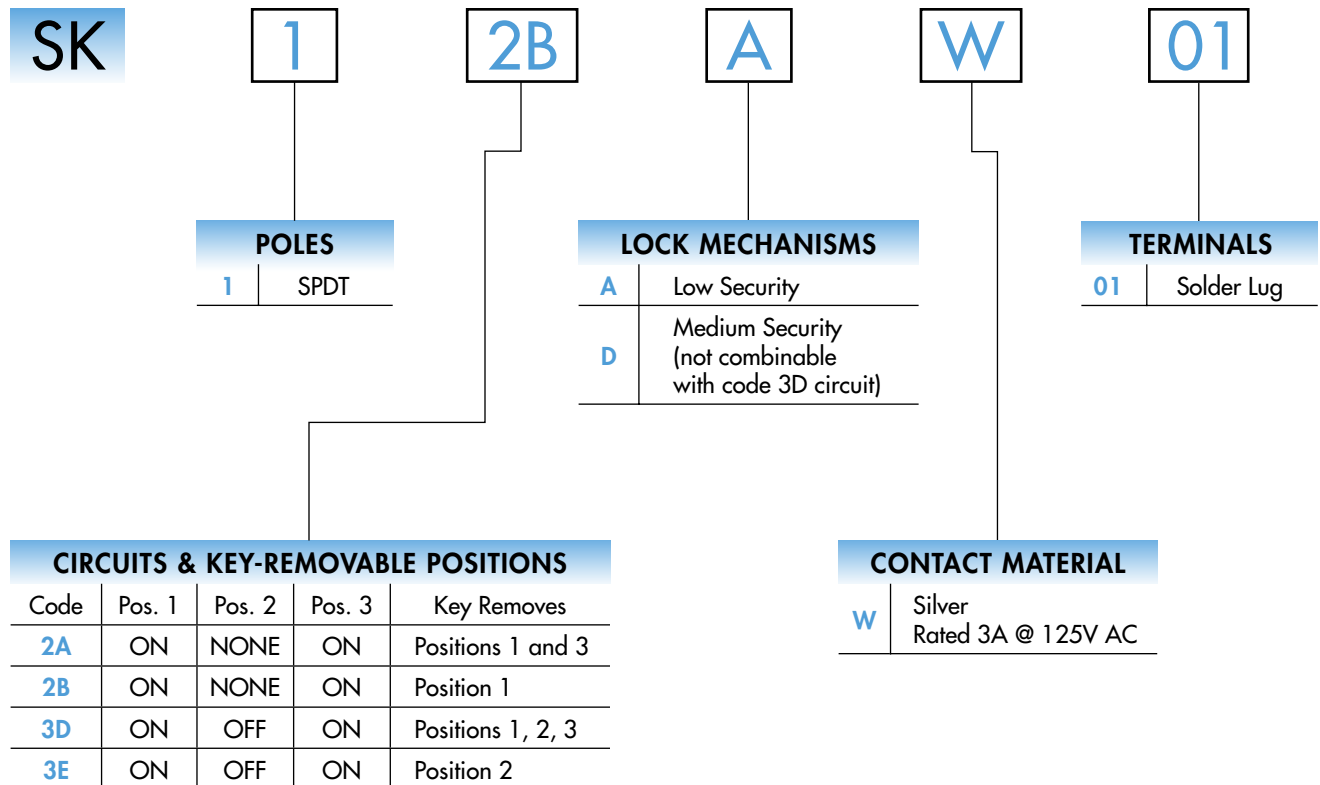 SK 1 2B A W 01
POLES
1 SPDT
LOCK MECHANISMS
A Low Security
D Medium Security
(not combinable
with code 3D circuit)
TERMINALS
01 Solder Lug
CIRCUITS & KEY-REMOVABLE POSITIONS
Code Pos. 1 Pos. 2 Pos. 3 Key Removes
2A ON NONE ON Positions 1 and 3
2B ON NONE ON Position 1
3D ON OFF ON Positions 1, 2, 3
3E ON OFF ON Position 2
CONTACT MATERIAL
W Silver
Rated 3A @ 125V AC